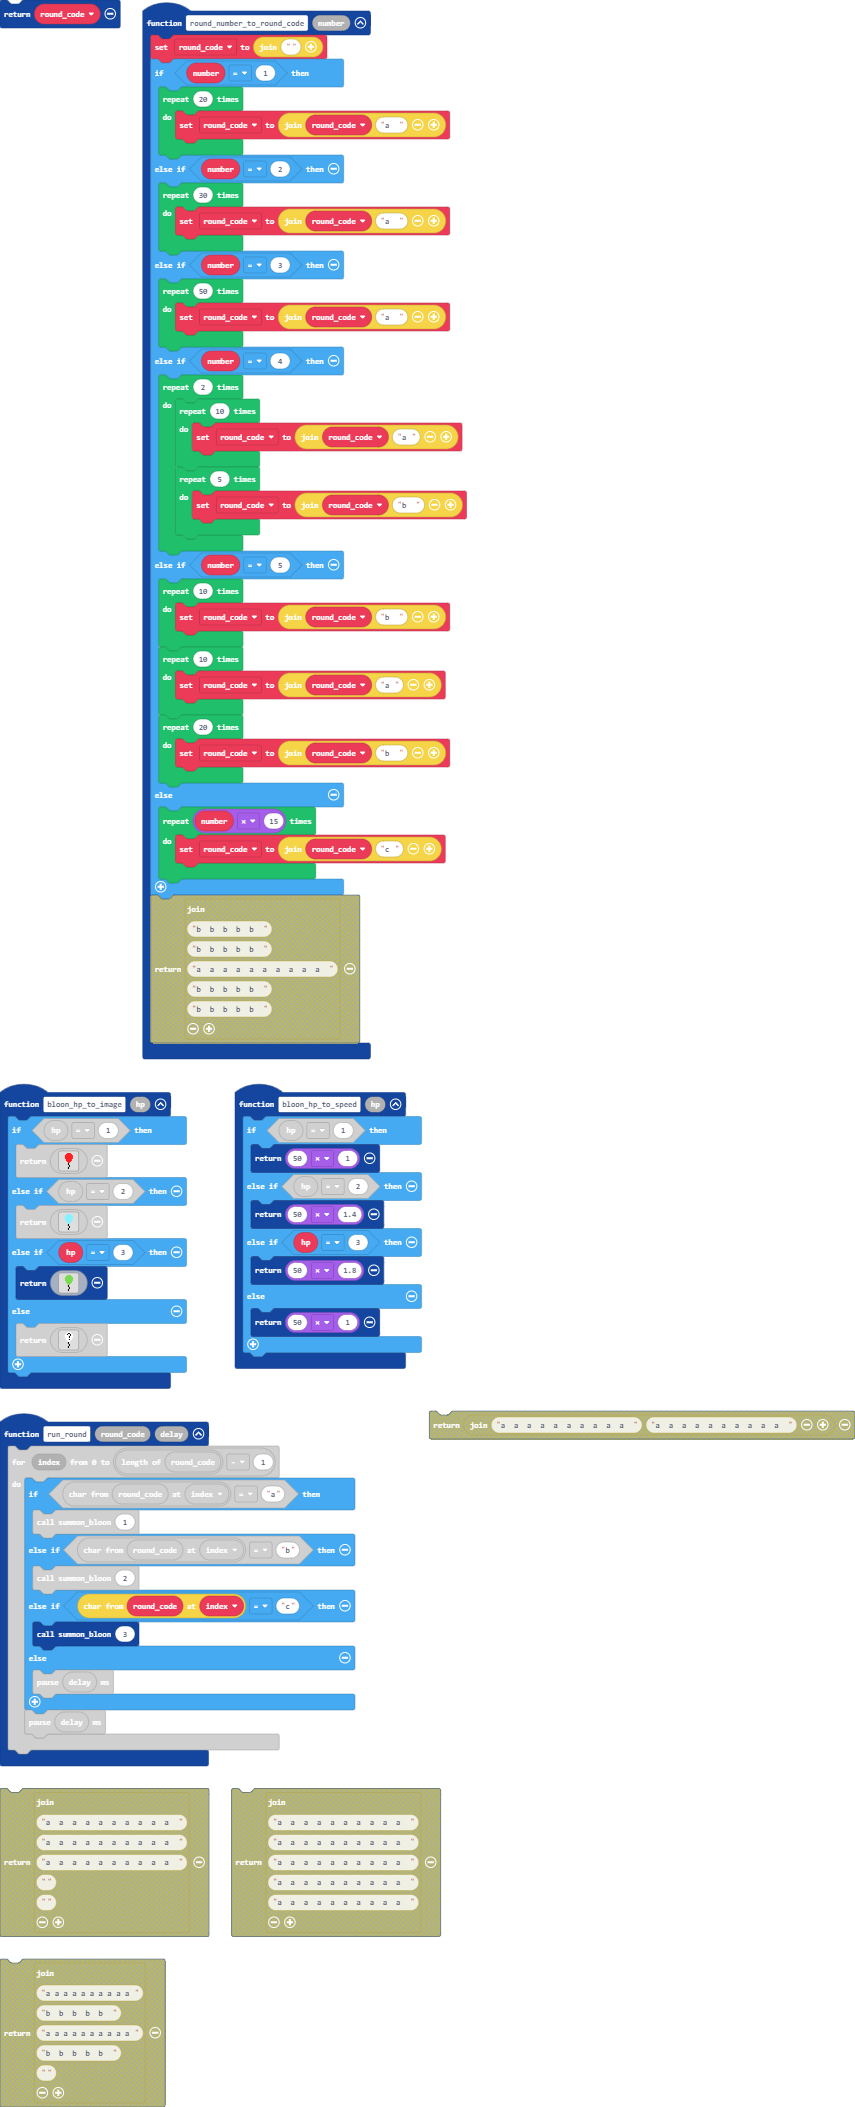 return round_code
function round_number_to_round_code number
set round_code to join " "
if number = 1 then
repeat 20 times
do set round_code to join round_code "a   "
else if number = 2 then
repeat 30 times
do set round_code to join round_code "a   "
else if number = 3 then
repeat 50 times
do set round_code to join round_code "a   "
else if number = 4 then
repeat 2 times
do repeat 10 times
do set round_code to join round_code "a  "
repeat 5 times
do set round_code to join round_code "b   "
else if number = 5 then
repeat 10 times
do set round_code to join round_code "b   "
repeat 10 times
do set round_code to join round_code "a  "
repeat 20 times
do set round_code to join round_code "b   "
else
repeat number × 15 times
do set round_code to join round_code "c  "
join
"b  b  b  b  b  "
"b  b  b  b  b  "
return "a  a  a  a  a  a  a  a  a  a  "
"b  b  b  b  b  "
"b  b  b  b  b  "
function bloon_hp_to_image hp
if hp = 1 then
return
else if hp = 2 then
return
else if hp = 3 then
return
else
return ?
function bloon_hp_to_speed hp
if hp = 1 then
return 50 × 1
else if hp = 2 then
return 50 × 1.4
else if hp = 3 then
return 50 × 1.8
else
return 50 × 1
return join "a  a  a  a  a  a  a  a  a  a  " "a  a  a  a  a  a  a  a  a  a  "
function run_round round_code delay
for index from 0 to length of round_code - 1
do
if char from round_code at index = "a" then
call summon_bloon 1
else if char from round_code at index = "b" then
call summon_bloon 2
else if char from round_code at index = "c" then
call summon_bloon 3
else
pause delay ms
pause delay ms
join
"a  a  a  a  a  a  a  a  a  a  "
"a  a  a  a  a  a  a  a  a  a  "
return "a  a  a  a  a  a  a  a  a  a  "
" "
" "
join
"a  a  a  a  a  a  a  a  a  a  "
"a  a  a  a  a  a  a  a  a  a  "
return "a  a  a  a  a  a  a  a  a  a  "
"a  a  a  a  a  a  a  a  a  a  "
"a  a  a  a  a  a  a  a  a  a  "
join
"a a a a a a a a a a "
"b  b  b  b  b  "
return "a a a a a a a a a a "
"b  b  b  b  b  "
" "